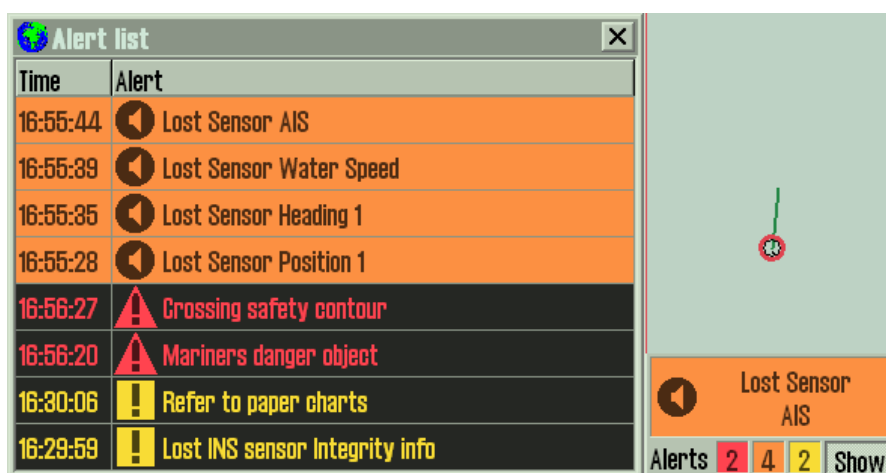 Alert list
Time Alert
16:55:44 Lost Sensor AIS
16:55:39 Lost Sensor Water Speed
16:55:35 Lost Sensor Heading 1
16:55:28 Lost Sensor Position 1
16:56:27 Crossing safety contour
16:56:20 Mariners danger object
16:30:06 Refer to paper charts
16:29:59 Lost INS sensor Integrity info
Lost Sensor
AIS
Alerts 2 4 2 Show